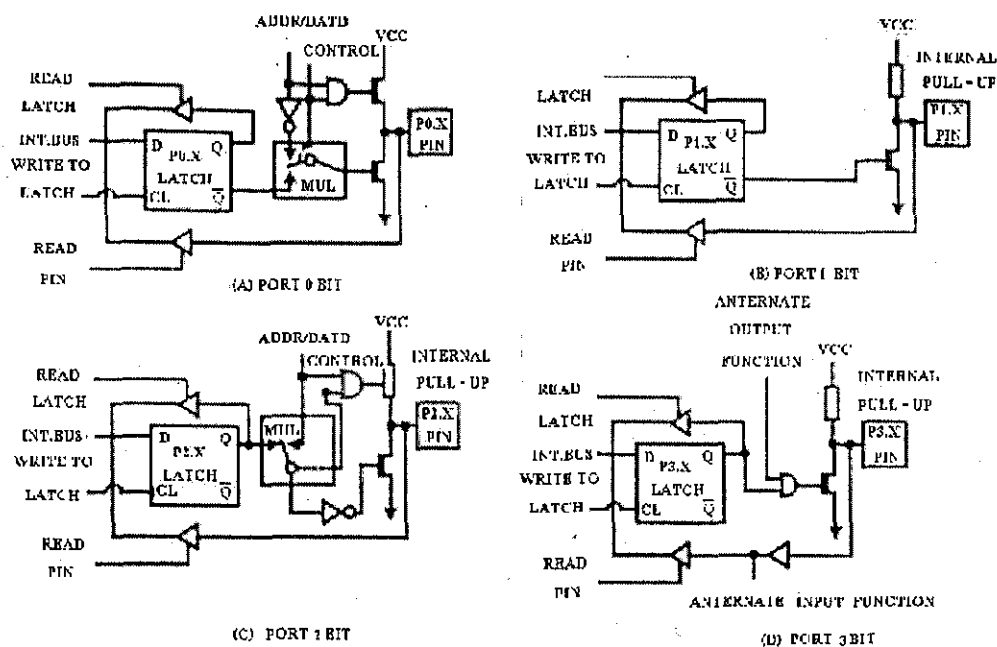 ADDR/DATD
CONTROL
VCC
READ
LATCH
INT.BUS
WRITE TO
LATCH
READ
PIN
D
Q
P0.X
LATCH
CL
Q
MUL
P0.X
PIN
(A) PORT 0 BIT
VCC
INTERNAL
PULL-UP
LATCH
INT.BUS
WRITE TO
LATCH
READ
PIN
D
Q
P1.X
LATCH
CL
Q
P1.X
PIN
(B) PORT 1 BIT
ADDR/DATD
CONTROL
VCC
INTERNAL
PULL-UP
READ
LATCH
INT.BUS
WRITE TO
LATCH
READ
PIN
D
Q
P2.X
LATCH
CL
Q
MUL
P2.X
PIN
(C) PORT 2 BIT
ANTERNATE
OUTPUT
FUNCTION
VCC
INTERNAL
PULL-UP
READ
LATCH
INT.BUS
WRITE TO
LATCH
READ
PIN
D
Q
P3.X
LATCH
CL
Q
P3.X
PIN
ANTERNATE INPUT FUNCTION
(D) PORT 3 BIT